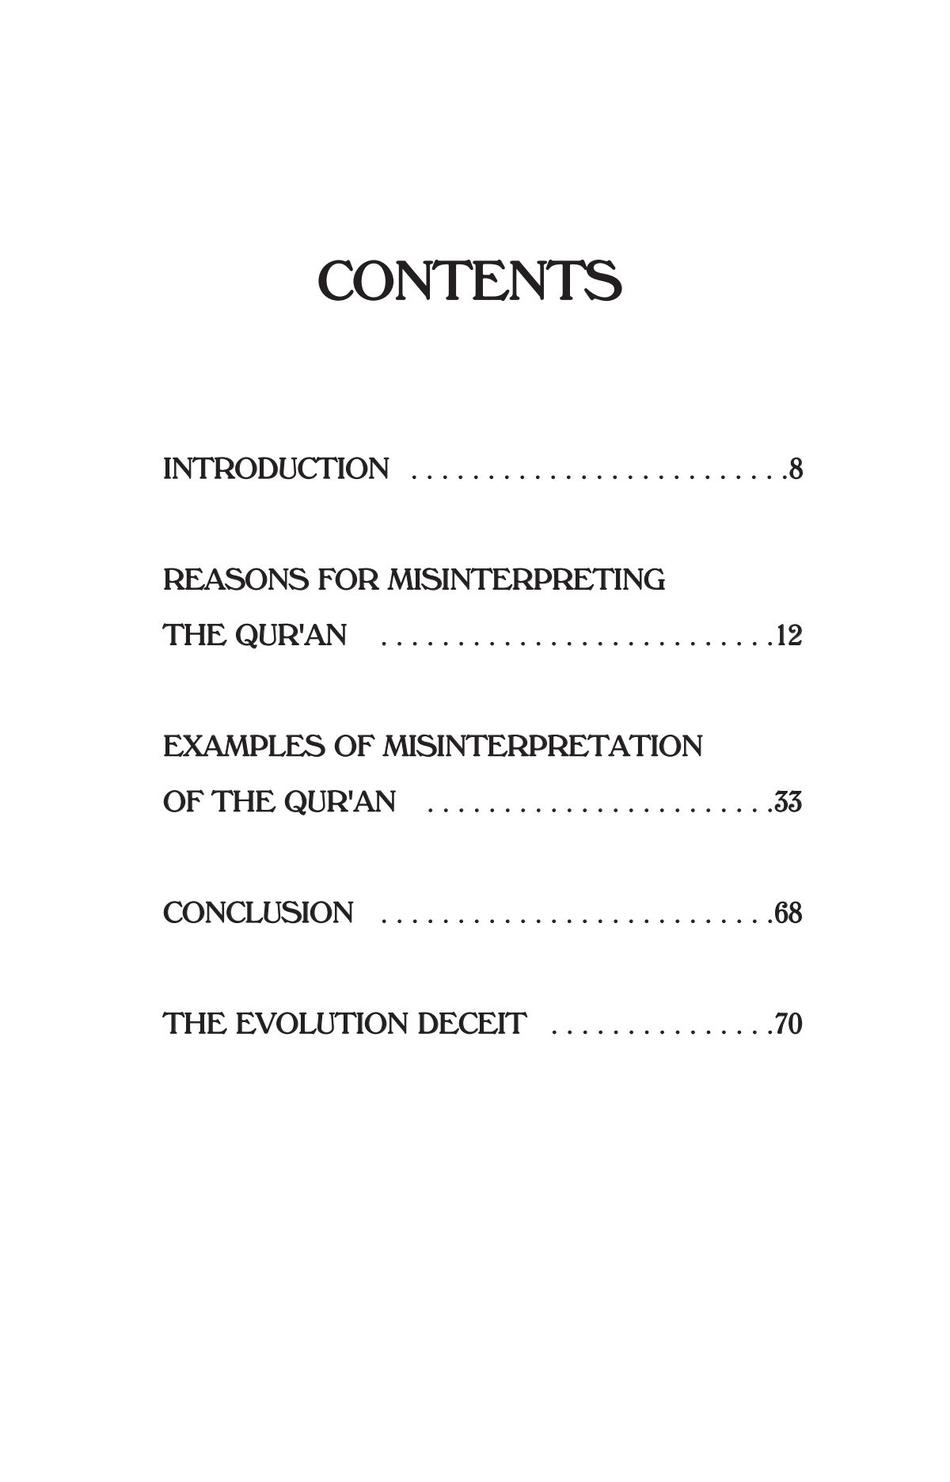 CONTENTS
INTRODUCTION . . . . . . . . . . . . . . . . . . . . . . . . .8
REASONS FOR MISINTERPRETING
THE QUR'AN . . . . . . . . . . . . . . . . . . . . . . . . . .12
EXAMPLES OF MISINTERPRETATION
OF THE QUR'AN . . . . . . . . . . . . . . . . . . . . . . .33
CONCLUSION . . . . . . . . . . . . . . . . . . . . . . . . . .68
THE EVOLUTION DECEIT . . . . . . . . . . . . . . .70